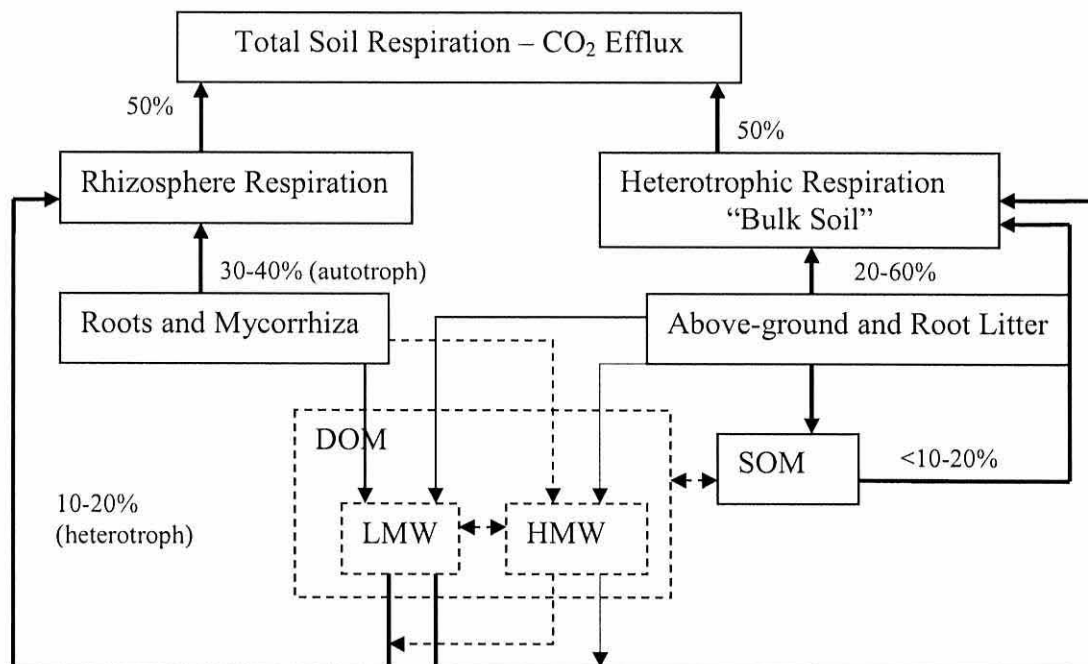 Total Soil Respiration – CO₂ Efflux
50%
50%
Rhizosphere Respiration
Heterotrophic Respiration
“Bulk Soil”
30-40% (autotroph)
20-60%
Roots and Mycorrhiza
Above-ground and Root Litter
DOM
SOM
<10-20%
10-20%
(heterotroph)
LMW
HMW